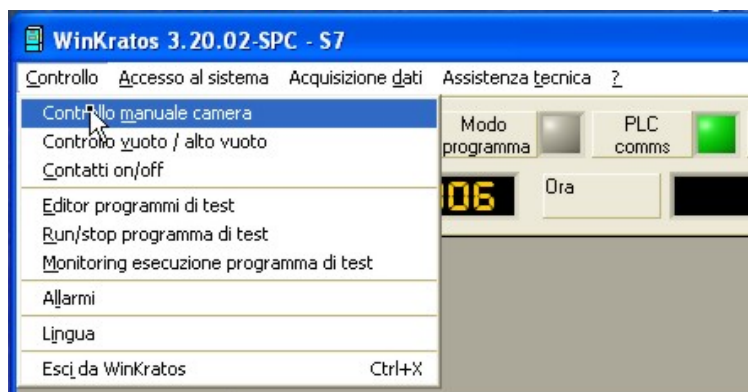 WinKratos 3.20.02-SPC - S7
Controllo Accesso al sistema Acquisizione dati Assistenza tecnica ?
Controllo manuale camera
Controllo vuoto / alto vuoto
Contatti on/off
Editor programmi di test
Run/stop programma di test
Monitoring esecuzione programma di test
Allarmi
Lingua
Esci da WinKratos Ctrl+X
Modo programma
PLC comms
006
Ora